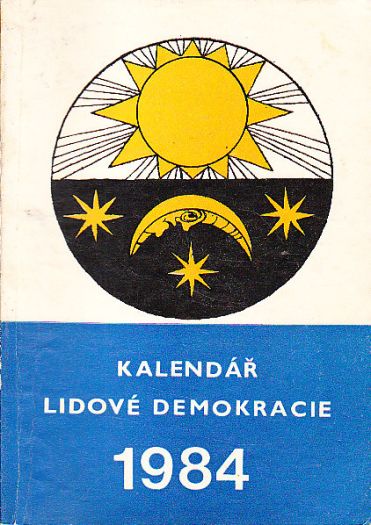 KALENDÁŘ
LIDOVÉ DEMOKRACIE
1984